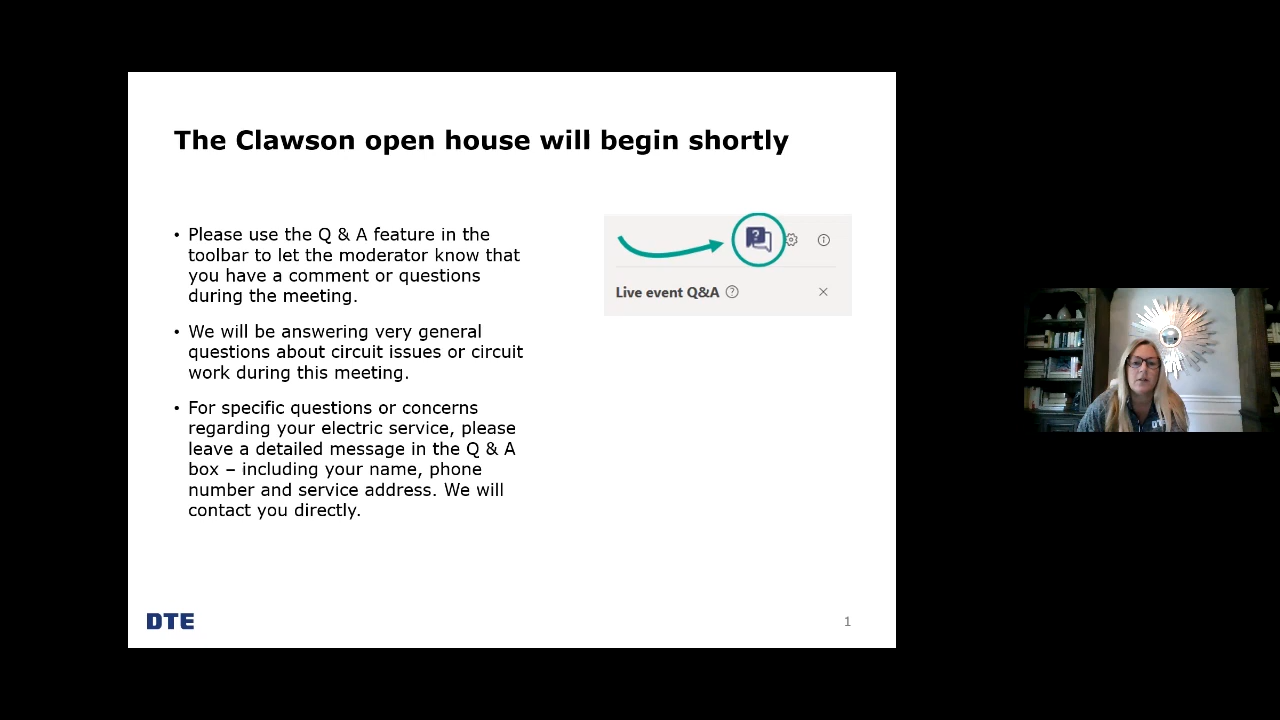 The Clawson open house will begin shortly
• Please use the Q & A feature in the
toolbar to let the moderator know that
you have a comment or questions
during the meeting.
• We will be answering very general
questions about circuit issues or circuit
work during this meeting.
• For specific questions or concerns
regarding your electric service, please
leave a detailed message in the Q & A
box – including your name, phone
number and service address. We will
contact you directly.
Live event Q&A
DTE
1